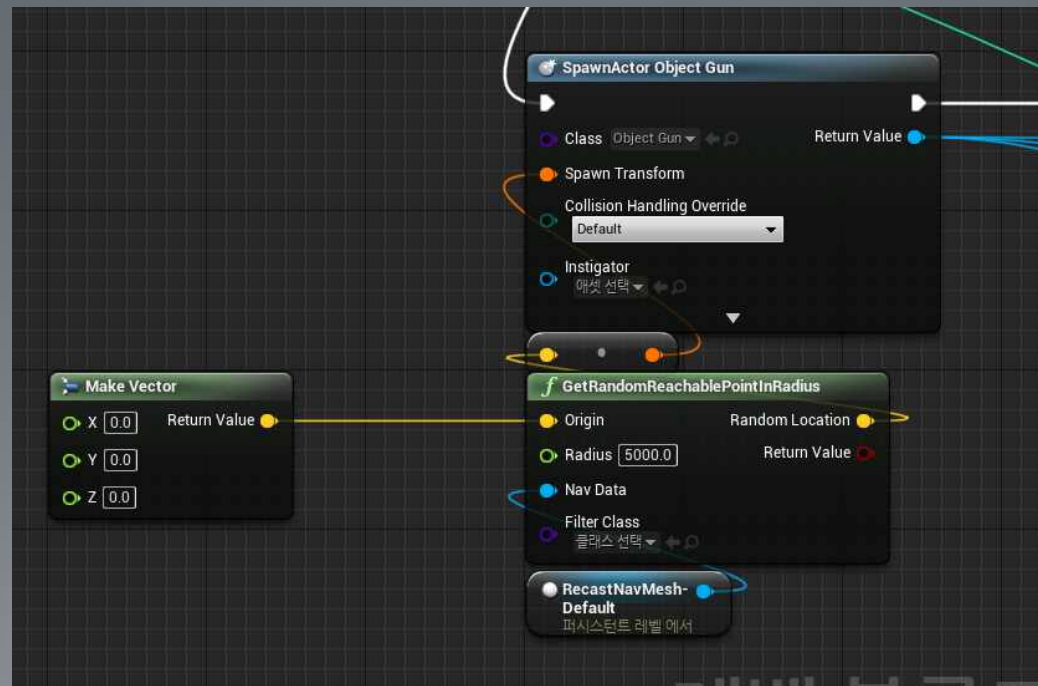 SpawnActor Object Gun
Class Object Gun Return Value
Spawn Transform
Collision Handling Override
Default
Instigator
애셋 선택
Make Vector
X 0.0 Return Value
Y 0.0
Z 0.0
f GetRandomReachablePointInRadius
Origin Random Location
Radius 5000.0 Return Value
Nav Data
Filter Class
클래스 선택
RecastNavMesh-
Default
퍼시스턴트 레벨 에서